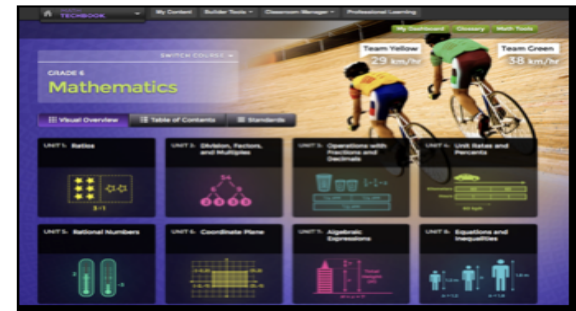 TECHBOOK
My Content Builder Tools Classroom Manager Professional Learning
My Dashboard Glossary Math Tools
SWITCH COURSE
Team Yellow
29 km/hr
Team Green
38 km/hr
GRADE 6
Mathematics
Visual Overview Table of Contents Standards
UNIT 1: Ratios
UNIT 2: Division, Factors,
and Multiples
UNIT 3: Operations with
Fractions and
Decimals
UNIT 4: Unit Rates and
Percents
3:1
54
UNIT 5: Rational Numbers
UNIT 6: Coordinate Plane
UNIT 7: Algebraic
Expressions
UNIT 8: Equations and
Inequalities